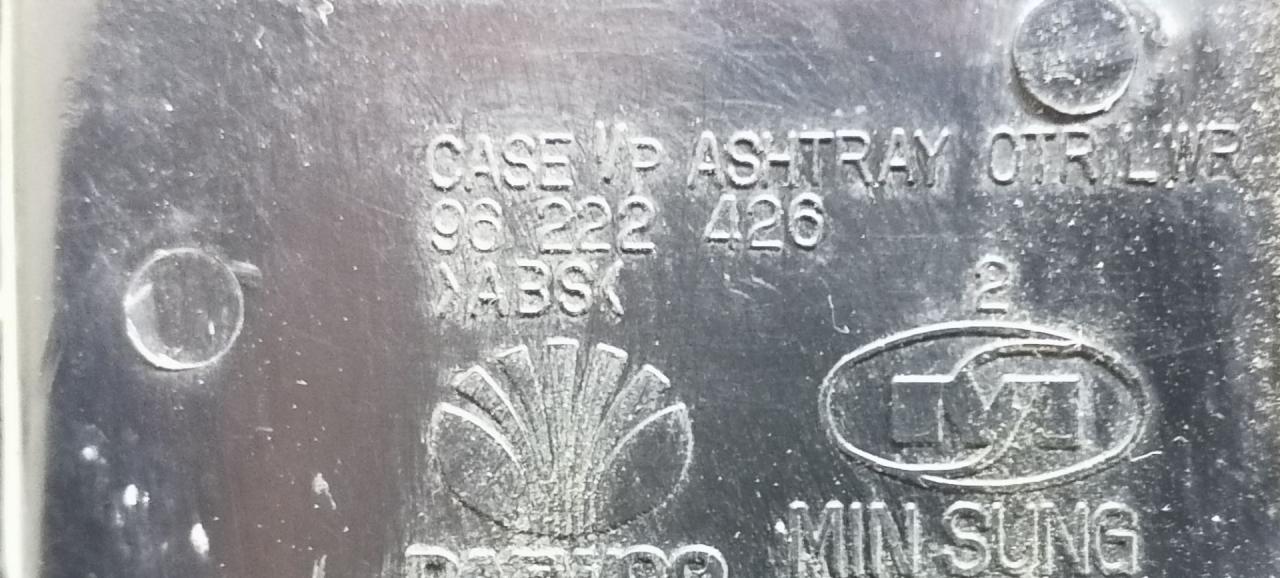 CASE I/P ASHTRAY OTR LWR
96 222 426
>ABS<
2
MIN-SUNG